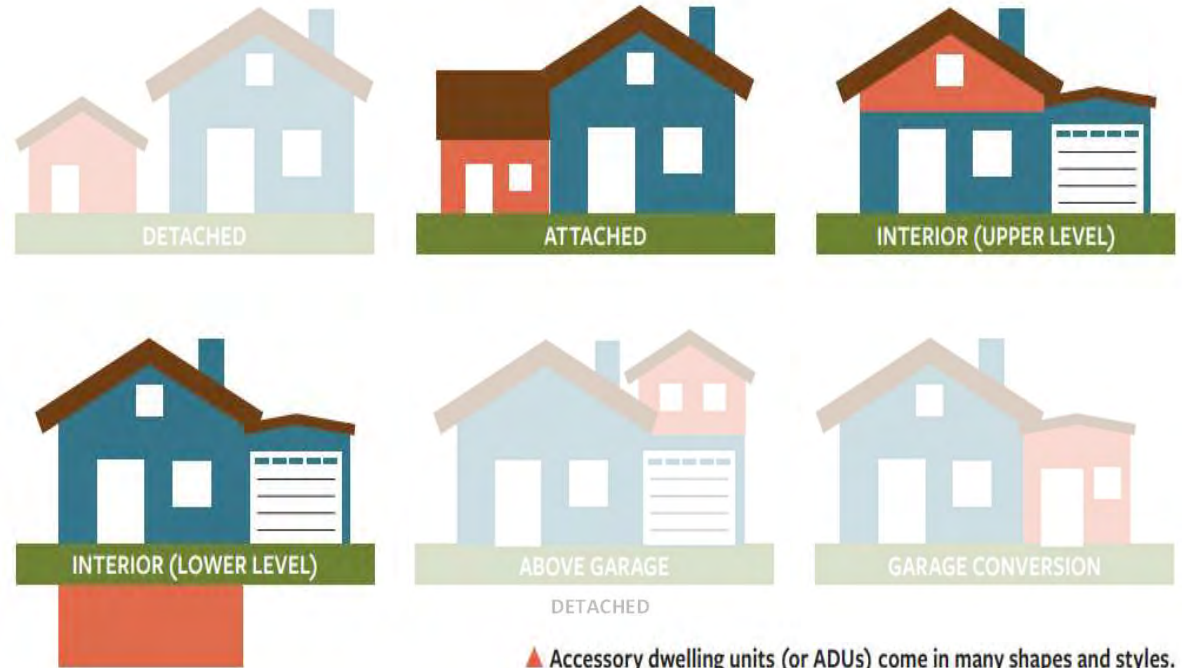 DETACHED
ATTACHED
INTERIOR (UPPER LEVEL)
INTERIOR (LOWER LEVEL)
ABOVE GARAGE
GARAGE CONVERSION
DETACHED
Accessory dwelling units (or ADUs) come in many shapes and styles.